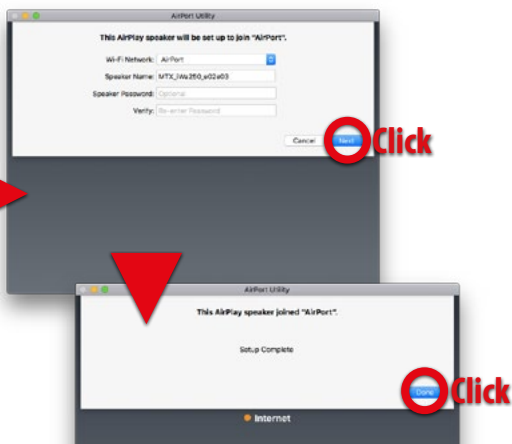 AirPort Utility
This AirPlay speaker will be set up to join "AirPort".
Wi-Fi Network: AirPort
Speaker Name: MTX_iWa250_e02e03
Speaker Password: Optional
Verify: Re-enter Password
Cancel Next Click
AirPort Utility
This AirPlay speaker joined "AirPort".
Setup Complete
Done Click
Internet